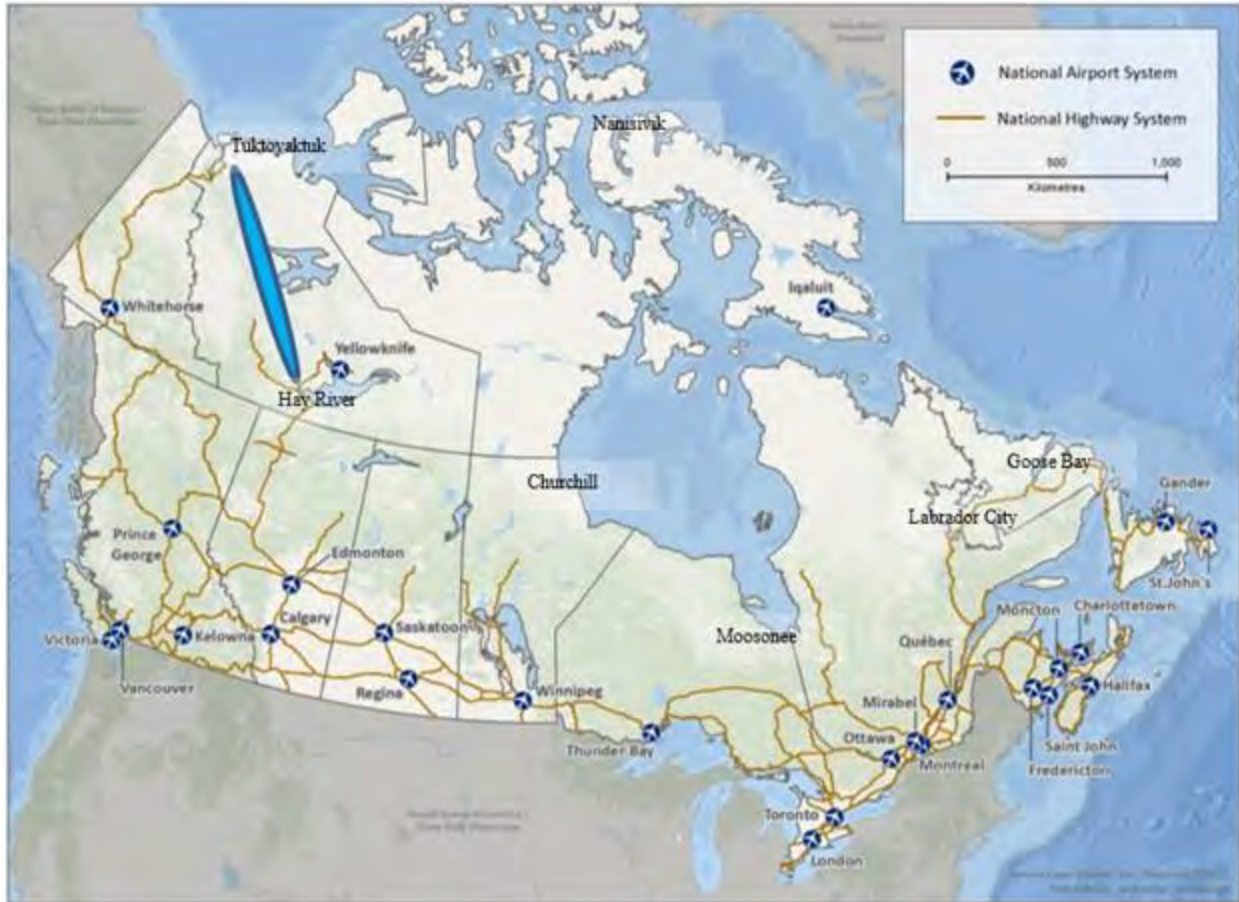 National Airport System
National Highway System
0 500 1,000
Kilometres
Nanisivik
Tuktoyaktuk
Iqaluit
Whitehorse
Yellowknife
Hay River
Churchill
Goose Bay
Gander
Labrador City
Prince
George
Edmonton
St.John's
Moncton
Charlottetown
Victoria
Kelowna
Calgary
Saskatoon
Moosonee
Québec
Vancouver
Regina
Winnipeg
Mirabel
Halifax
Thunder Bay
Ottawa
Montreal
Saint John
Fredericton
Toronto
London